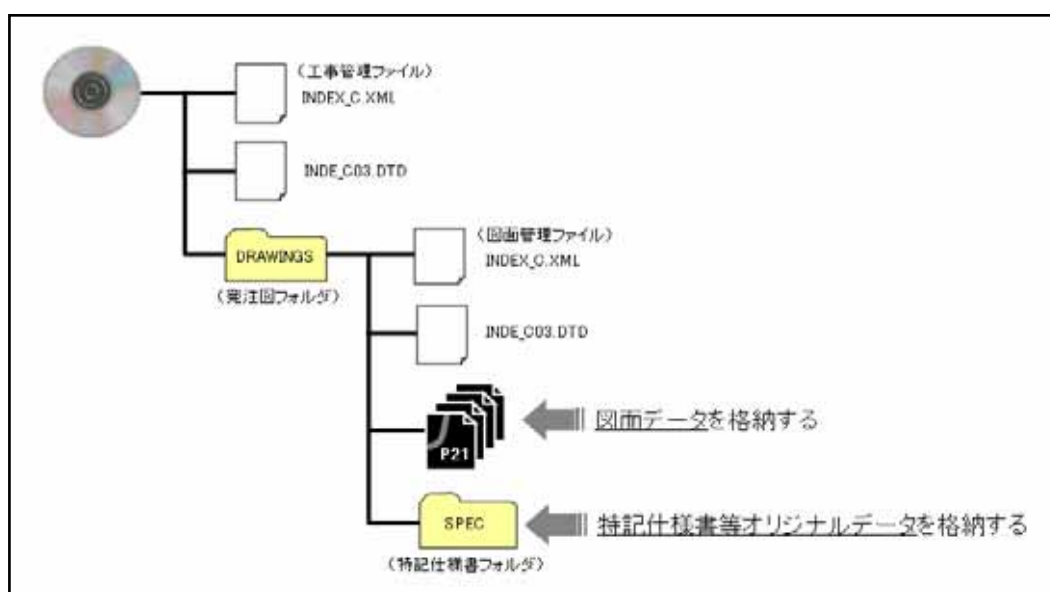 （工事管理ファイル）
INDEX_C.XML
INDE_C03.DTD
DRAWINGS
（発注図フォルダ）
（図面管理ファイル）
INDEX_C.XML
INDE_C03.DTD
P21
図面データを格納する
SPEC
特記仕様書等オリジナルデータを格納する
（特記仕様書フォルダ）